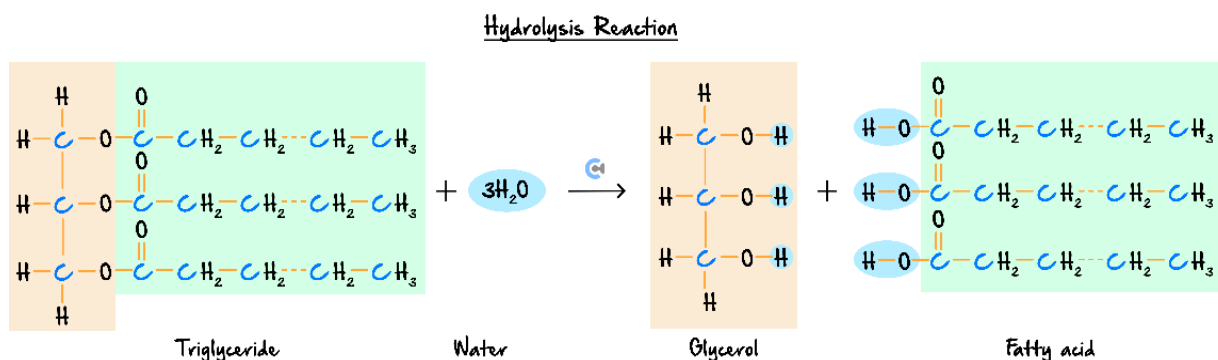 Hydrolysis Reaction
H H
O O
H-C-O-C-CH₂-CH₂---CH₂-CH₃ H-C-O-H H-O-C-CH₂-CH₂---CH₂-CH₃
O O
H-C-O-C-CH₂-CH₂---CH₂-CH₃ + 3H₂O → H-C-O-H + H-O-C-CH₂-CH₂---CH₂-CH₃
O O
H-C-O-C-CH₂-CH₂---CH₂-CH₃ H-C-O-H H-O-C-CH₂-CH₂---CH₂-CH₃
H H
Triglyceride Water Glycerol Fatty acid